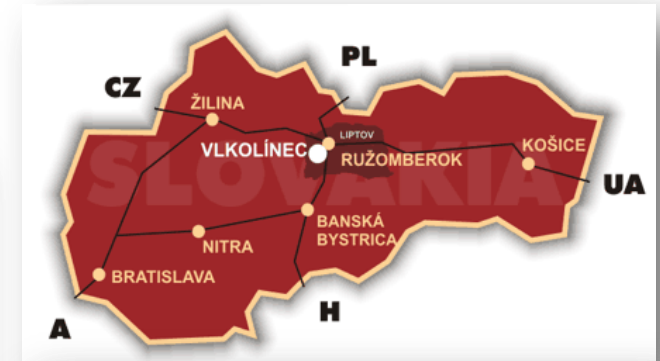 PL
CZ
ŽILINA
LIPTOV
VLKOLÍNEC
RUŽOMBEROK
KOŠICE
SLOVAKIA
UA
BANSKÁ
BYSTRICA
NITRA
BRATISLAVA
H
A